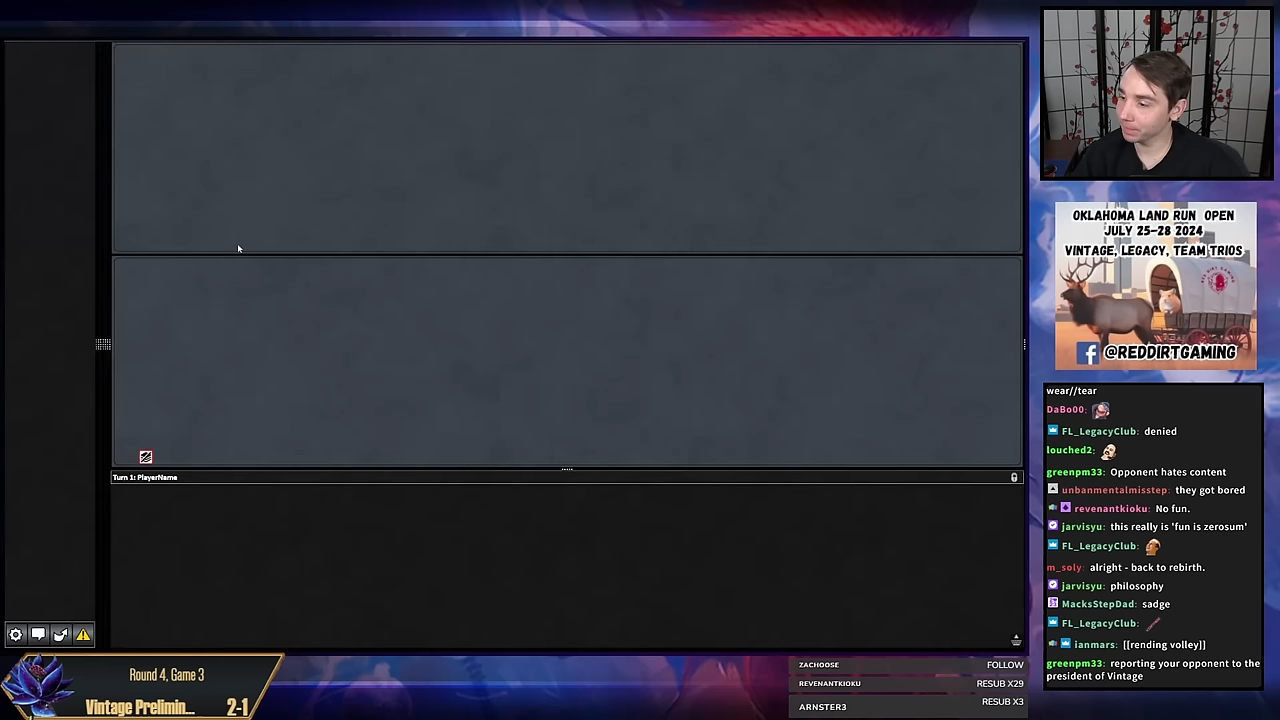 OKLAHOMA LAND RUN OPEN
JULY 25-28 2024
VINTAGE, LEGACY, TEAM TRIOS
@REDDIRTGAMING
Turn 1: PlayerName
wear//tear
DaBo00:
FL_LegacyClub: denied
louched2:
greenpm33: Opponent hates content
unbanmentalmisstep: they got bored
revenantkioku: No fun.
jarvisyu: this really is 'fun is zerosum'
FL_LegacyClub:
m_soly: alright - back to rebirth.
jarvisyu: philosophy
MacksStepDad: sadge
FL_LegacyClub:
ianmars: [[rending volley]]
greenpm33: reporting your opponent to the
president of Vintage
Round 4, Game 3
Vintage Prelimin... 2-1
ZACHOOSE FOLLOW
REVENANTKIOKU RESUB X29
ARNSTER3 RESUB X3